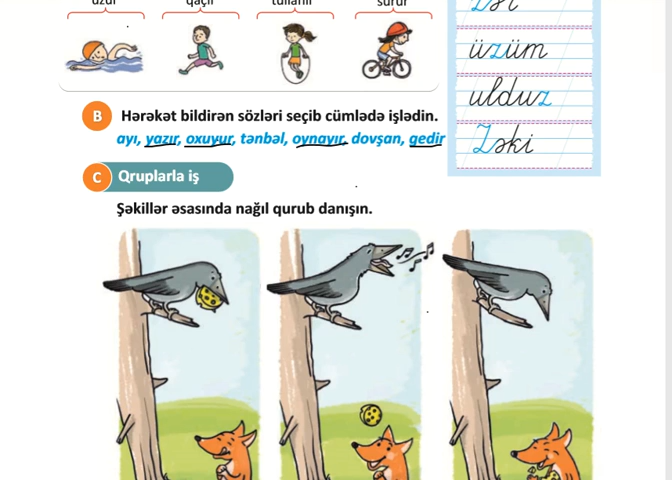 üzür qaçır tullanır sürür
üzüm
ulduz
Zəki
B Hərəkət bildirən sözləri seçib cümlədə işlədin.
ayı, yazır, oxuyur, tənbəl, oynayır, dovşan, gedir
C Qruplarla iş
Şəkillər əsasında nağıl qurub danışın.